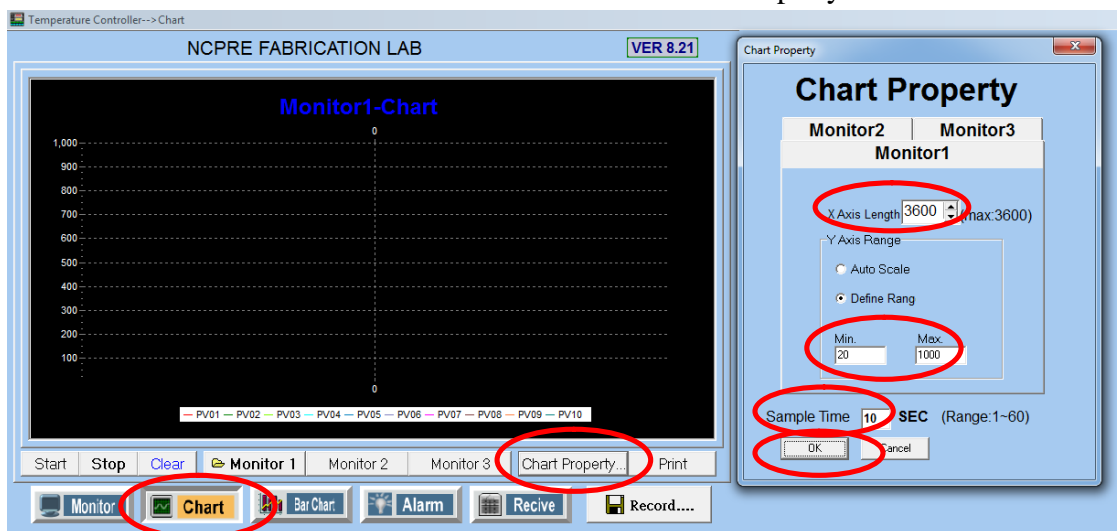 Temperature Controller-->Chart
NCPRE FABRICATION LAB
VER 8.21
Monitor1-Chart
0
1,000
900
800
700
600
500
400
300
200
100
0
PV01 PV02 PV03 PV04 PV05 PV06 PV07 PV08 PV09 PV10
Start Stop Clear Monitor 1 Monitor 2 Monitor 3 Chart Property... Print
Monitor Chart Bar Chart Alarm Recive Record....
Chart Property
Chart Property
Monitor2 Monitor3
Monitor1
X Axis Length 3600 (max:3600)
Y Axis Range
Auto Scale
Define Rang
Min. Max.
20 1000
Sample Time 10 SEC (Range:1~60)
OK Cancel